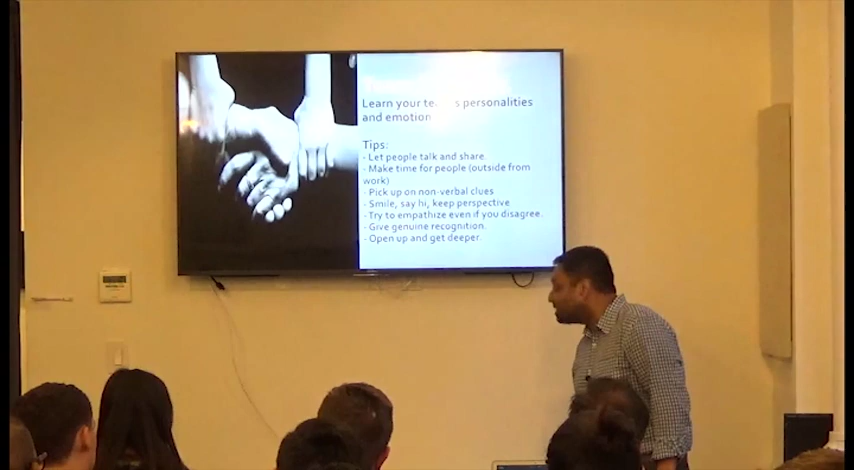 Learn your personalities
and emotion
Tips:
- Let people talk and share.
- Make time for people (outside from
work)
- Pick up on non-verbal clues
- Smile, say hi, keep perspective
- Try to empathize even if you disagree.
- Give genuine recognition.
- Open up and get deeper.